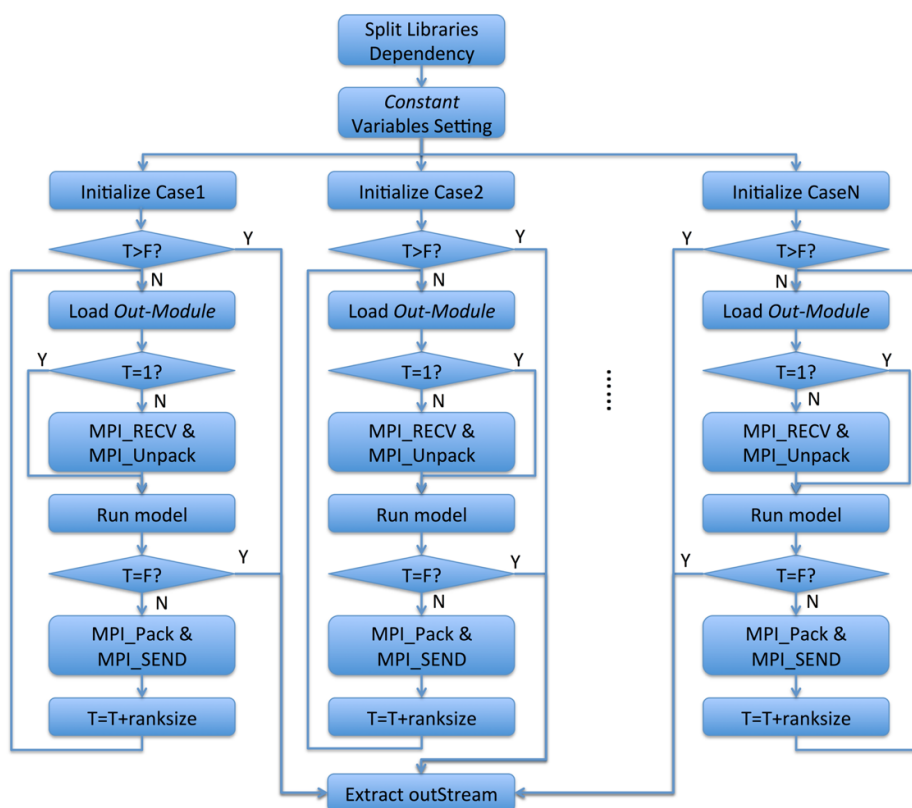 Split Libraries
Dependency
Constant
Variables Setting
Initialize Case1
Initialize Case2
Initialize CaseN
T>F?
Y
T>F?
Y
Y
T>F?
N
N
N
Load Out-Module
Load Out-Module
Load Out-Module
Y
T=1?
T=1?
Y
T=1?
Y
N
N
N
MPI_RECV &
MPI_Unpack
MPI_RECV &
MPI_Unpack
MPI_RECV &
MPI_Unpack
Run model
Run model
Run model
T=F?
Y
T=F?
Y
Y
T=F?
N
N
N
MPI_Pack &
MPI_SEND
MPI_Pack &
MPI_SEND
MPI_Pack &
MPI_SEND
T=T+ranksize
T=T+ranksize
T=T+ranksize
Extract outStream